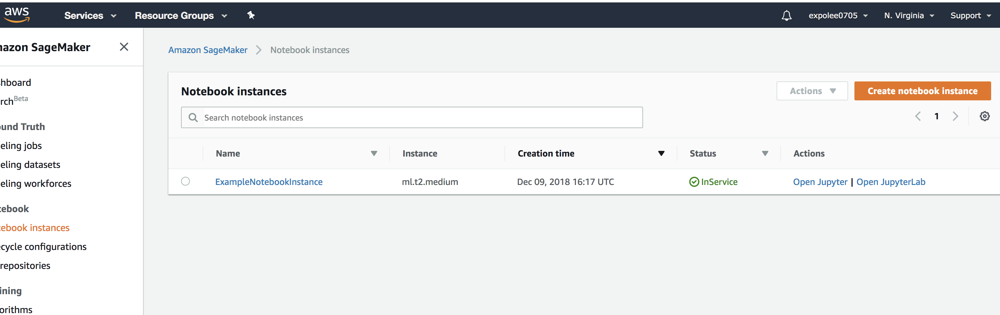 aws Services Resource Groups expolee0705 N. Virginia Support
nazon SageMaker
hboard
rch Beta
und Truth
eling jobs
eling datasets
eling workforces
ebook
ebook instances
cycle configurations
repositories
ining
orithms
Amazon SageMaker Notebook instances
Notebook instances
Actions Create notebook instance
Search notebook instances
1
Name Instance Creation time Status Actions
ExampleNotebookInstance ml.t2.medium Dec 09, 2018 16:17 UTC InService Open Jupyter | Open JupyterLab